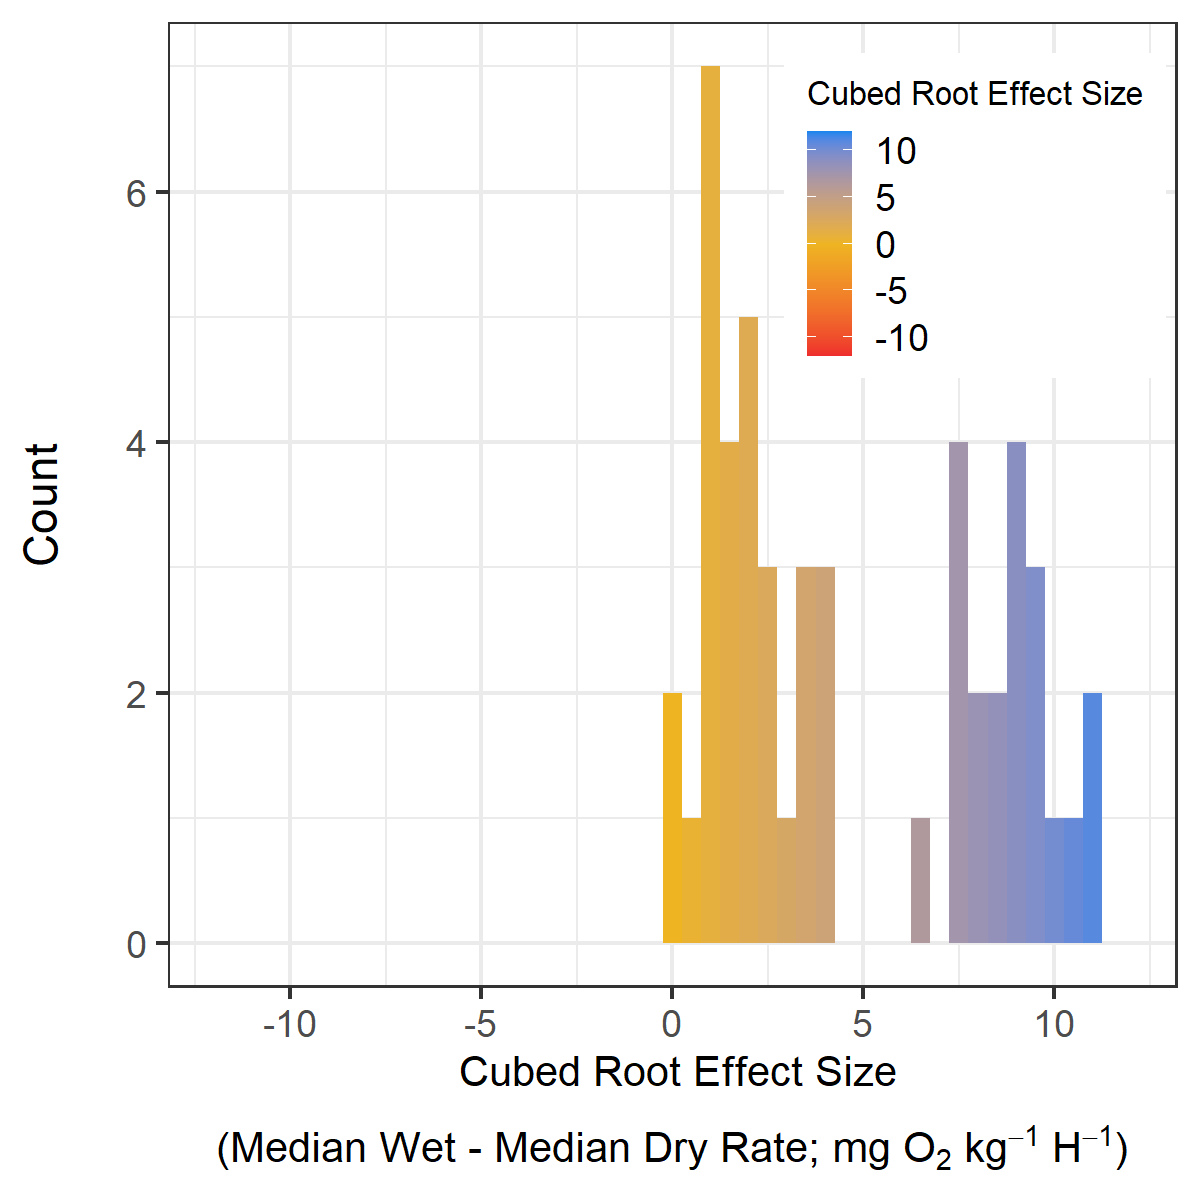 Cubed Root Effect Size
10
5
0
-5
-10
6
4
2
0
Count
-10 -5 0 5 10
Cubed Root Effect Size
(Median Wet - Median Dry Rate; mg O₂ kg⁻¹ H⁻¹)